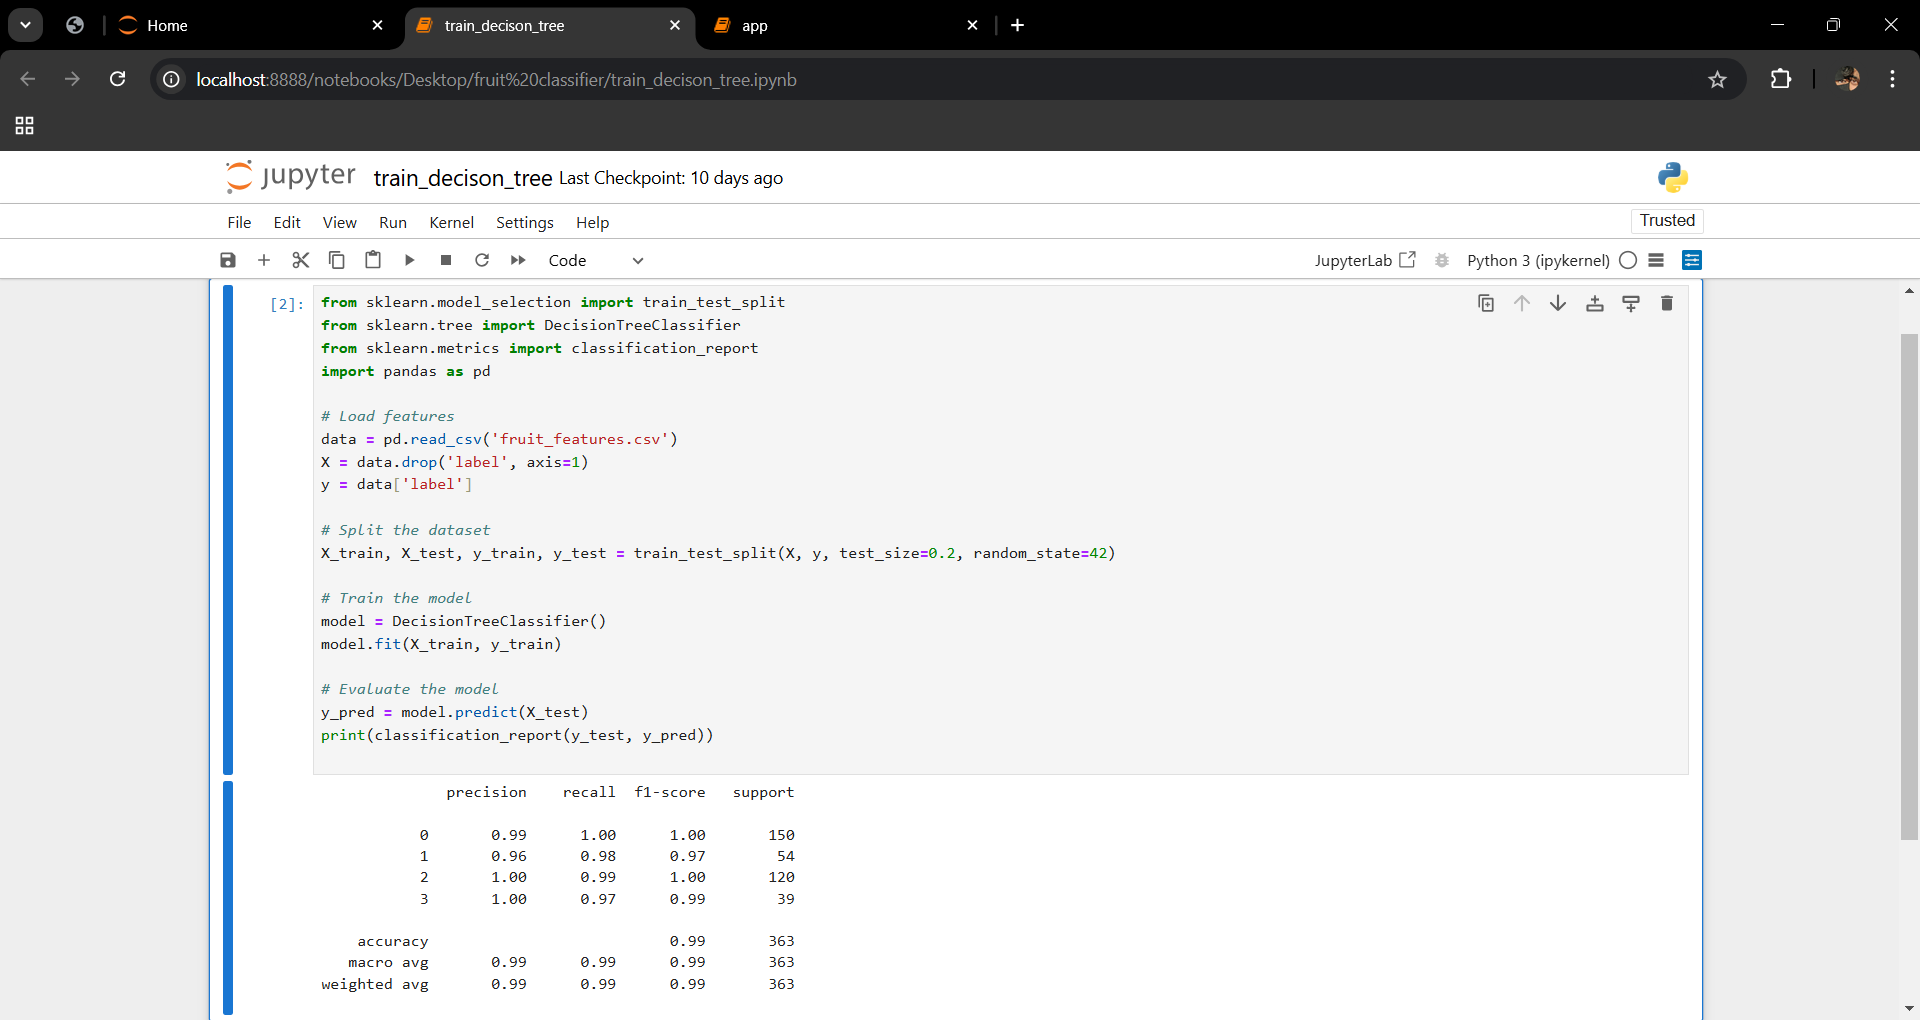 Home
train_decison_tree
app
localhost:8888/notebooks/Desktop/fruit%20classifier/train_decison_tree.ipynb
jupyter train_decison_tree Last Checkpoint: 10 days ago
File Edit View Run Kernel Settings Help
Trusted
Code
JupyterLab
Python 3 (ipykernel)
[2]:
from sklearn.model_selection import train_test_split
from sklearn.tree import DecisionTreeClassifier
from sklearn.metrics import classification_report
import pandas as pd
# Load features
data = pd.read_csv('fruit_features.csv')
X = data.drop('label', axis=1)
y = data['label']
# Split the dataset
X_train, X_test, y_train, y_test = train_test_split(X, y, test_size=0.2, random_state=42)
# Train the model
model = DecisionTreeClassifier()
model.fit(X_train, y_train)
# Evaluate the model
y_pred = model.predict(X_test)
print(classification_report(y_test, y_pred))
precision recall f1-score support
0 0.99 1.00 1.00 150
1 0.96 0.98 0.97 54
2 1.00 0.99 1.00 120
3 1.00 0.97 0.99 39
accuracy 0.99 363
macro avg 0.99 0.99 0.99 363
weighted avg 0.99 0.99 0.99 363